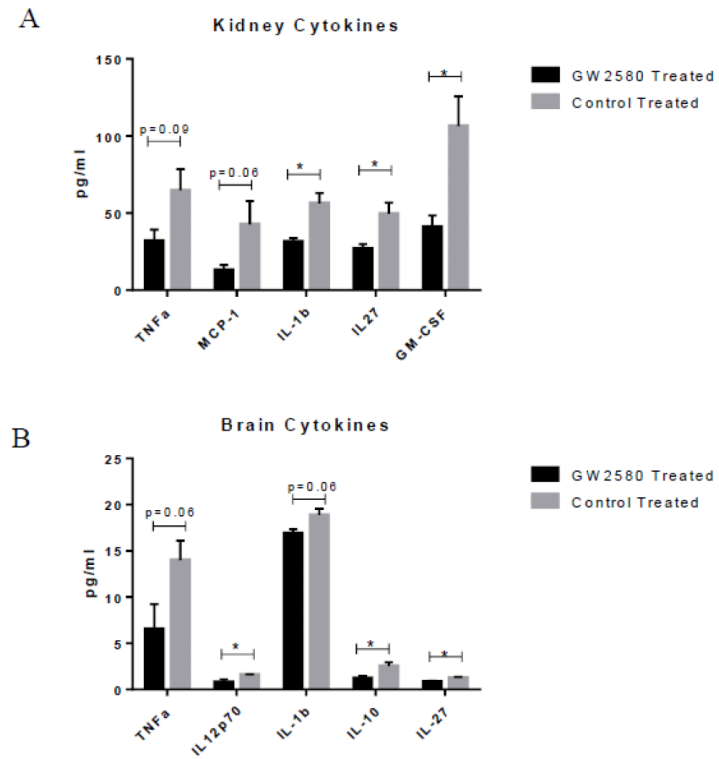 A
Kidney Cytokines
GW2580 Treated
Control Treated
pg/ml
150
100
50
0
p=0.09
p=0.06
*
*
*
TNFa
MCP-1
IL-1b
IL27
GM-CSF
B
Brain Cytokines
GW2580 Treated
Control Treated
pg/ml
25
20
15
10
5
0
p=0.06
*
p=0.06
*
*
TNFa
IL12p70
IL-1b
IL-10
IL-27